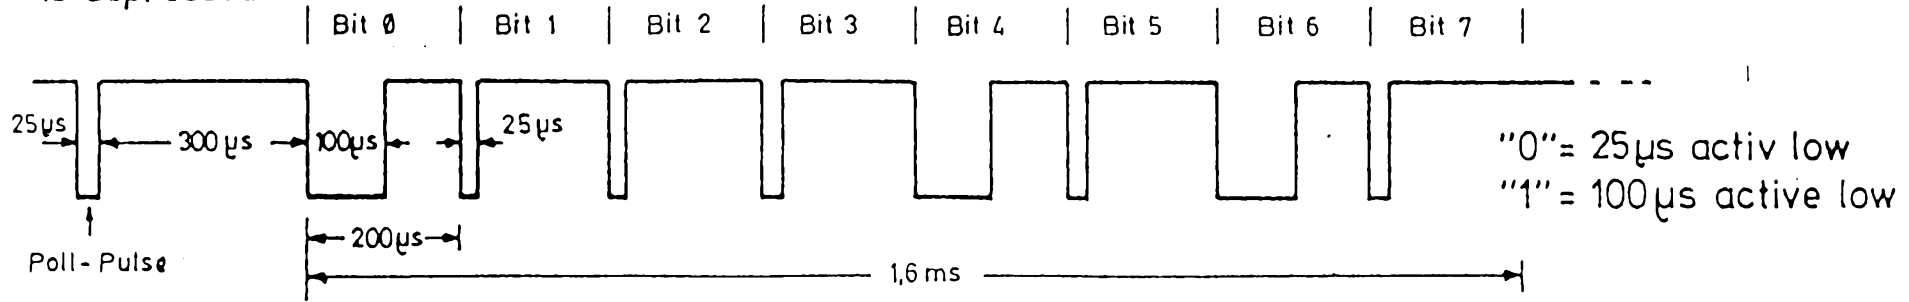 Bit 0 Bit 1 Bit 2 Bit 3 Bit 4 Bit 5 Bit 6 Bit 7
25µs 300µs 100µs 25µs
"0"= 25µs activ low
"1"= 100µs active low
200µs
Poll-Pulse
1,6 ms